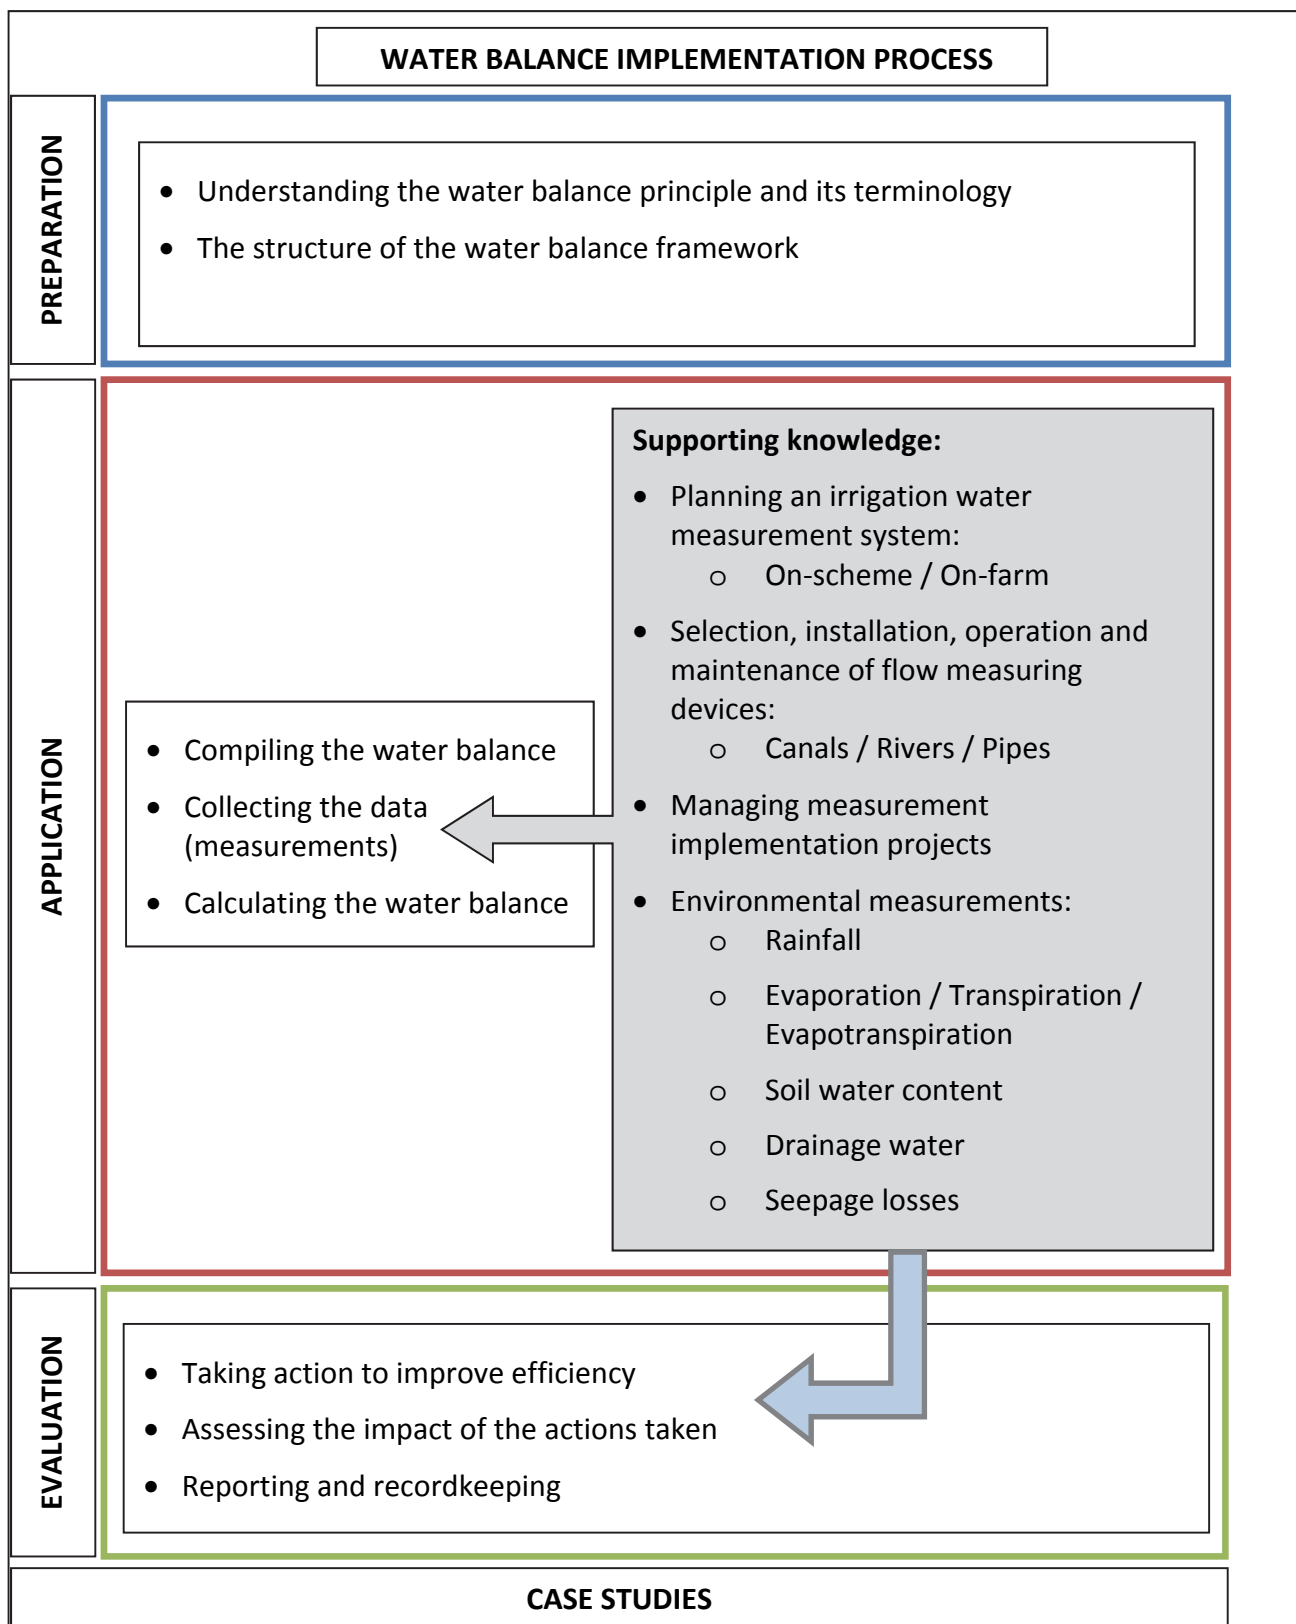 WATER BALANCE IMPLEMENTATION PROCESS
PREPARATION
• Understanding the water balance principle and its terminology
• The structure of the water balance framework
APPLICATION
• Compiling the water balance
• Collecting the data
(measurements)
• Calculating the water balance
Supporting knowledge:
• Planning an irrigation water
measurement system:
o On-scheme / On-farm
• Selection, installation, operation and
maintenance of flow measuring
devices:
o Canals / Rivers / Pipes
• Managing measurement
implementation projects
• Environmental measurements:
o Rainfall
o Evaporation / Transpiration /
Evapotranspiration
o Soil water content
o Drainage water
o Seepage losses
EVALUATION
• Taking action to improve efficiency
• Assessing the impact of the actions taken
• Reporting and recordkeeping
CASE STUDIES